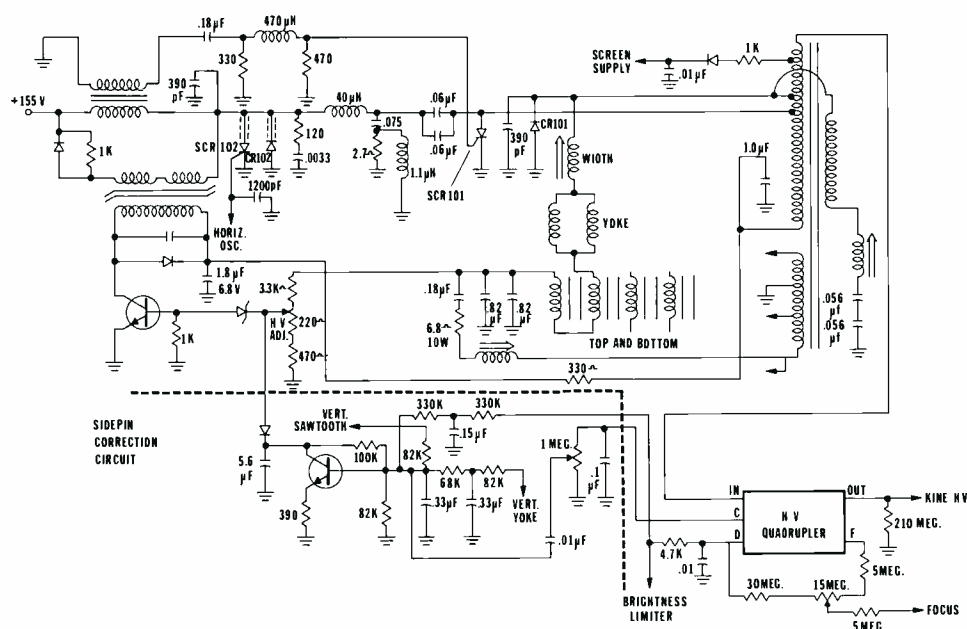 .18µF
470µH
330
470
390
pF
+155 V
1K
SCR 102
CR102
120
.0033
40µH
.075
2.7~
1.1µH
.06µF
.06µF
SCR101
390
pF
CR101
SCREEN
SUPPLY
.01µF
1K
WIDTH
YOKE
1.0µF
1200pF
HORIZ.
OSC.
1.8µF
6.8V
33K~
H V
ADJ.
220~
470~
1K
.18µF
6.8~
10W
.82
µF
.82
µF
TOP AND BOTTOM
330~
.056
µf
.056
µf
SIDEPIN
CORRECTION
CIRCUIT
VERT.
SAWTOOTH
330K
330K
.15µF
5.6
µF
100K
82K
390
82K
68K
82K
.33µF
.33µF
VERT.
YOKE
1 MEG.
.1
µF
.01µF
IN
C
D
H V
QUADRUPLER
OUT
F
KINE HV
210 MEG.
4.7K
.01
BRIGHTNESS
LIMITER
5MEG.
30MEG.
15MEG.
FOCUS
5MEG